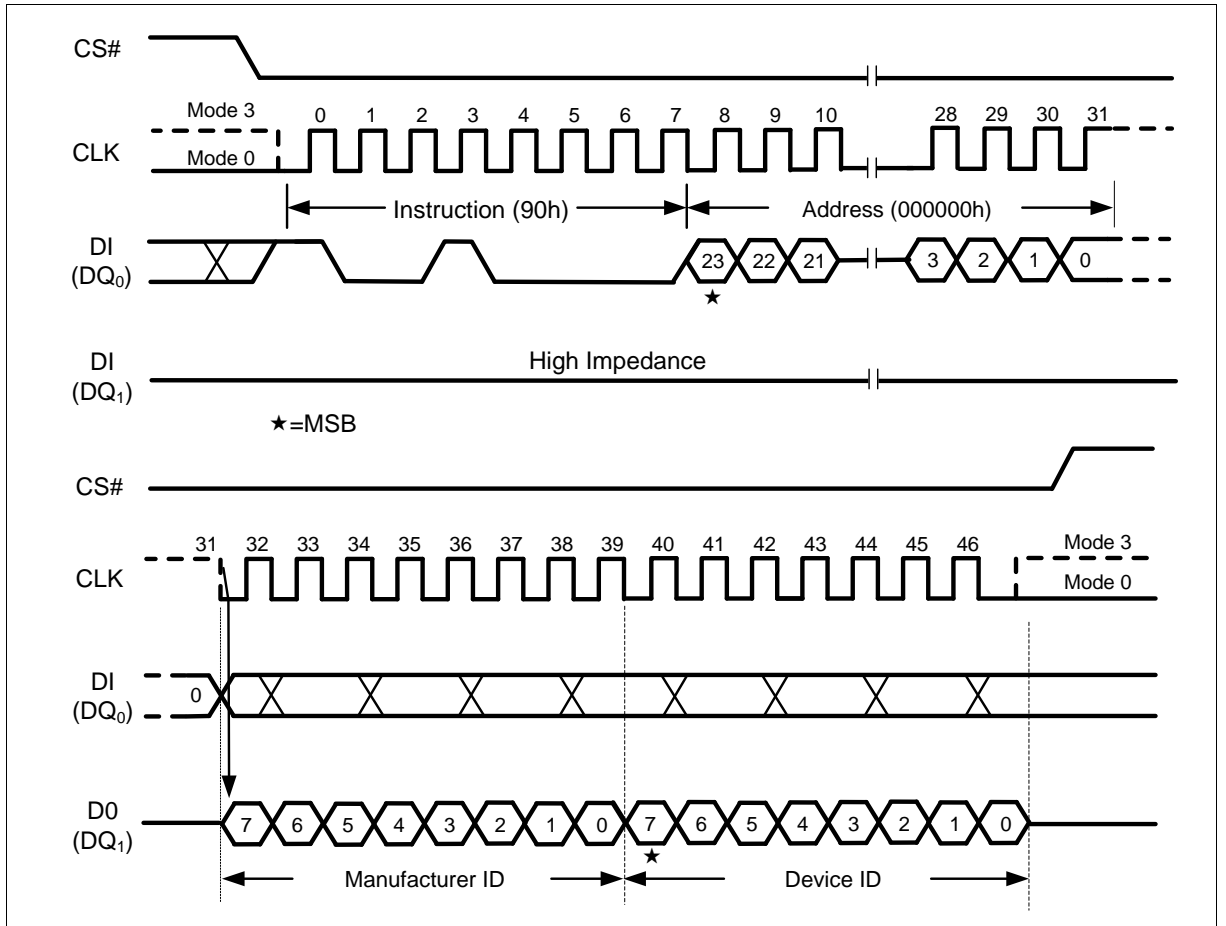 CS#
Mode 3
0 1 2 3 4 5 6 7 8 9 10 28 29 30 31
CLK
Mode 0
Instruction (90h) Address (000000h)
DI
(DQ0)
23 22 21 3 2 1 0
★
DI
(DQ1)
High Impedance
★=MSB
CS#
31 32 33 34 35 36 37 38 39 40 41 42 43 44 45 46
Mode 3
CLK
Mode 0
DI
(DQ0)
0
D0
(DQ1)
7 6 5 4 3 2 1 0 7 6 5 4 3 2 1 0
★
Manufacturer ID Device ID